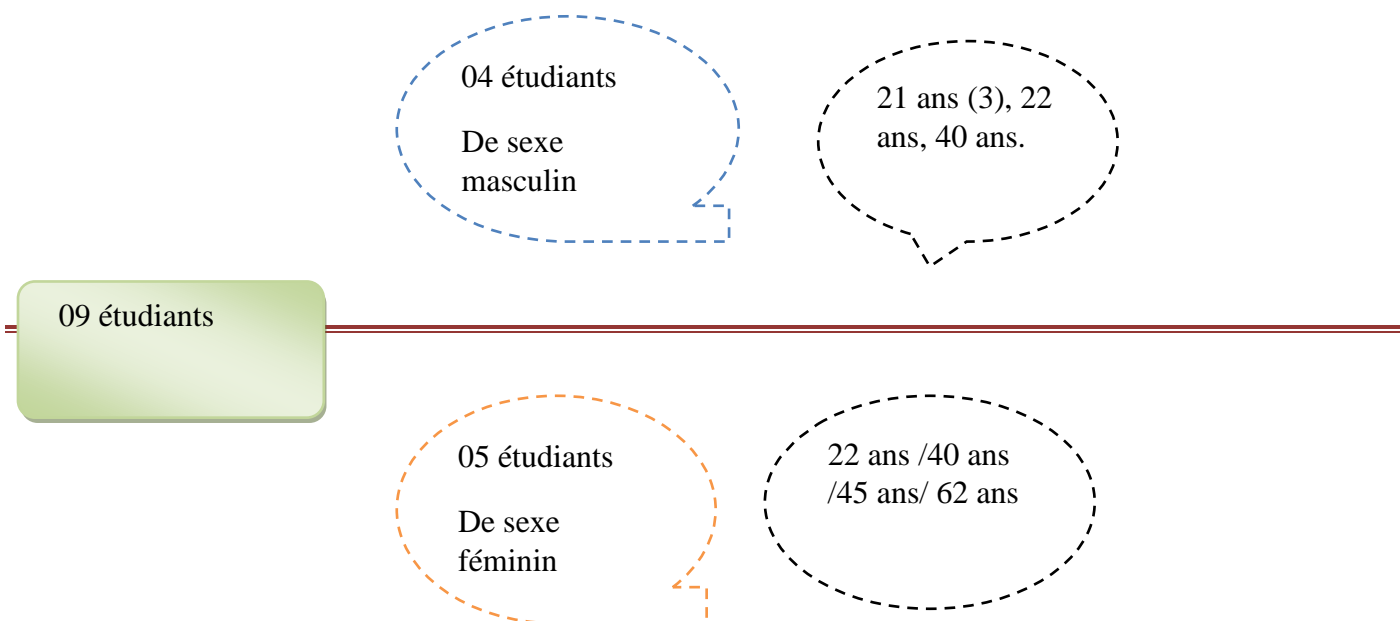 04 étudiants
De sexe
masculin
21 ans (3), 22
ans, 40 ans.
09 étudiants
05 étudiants
De sexe
féminin
22 ans /40 ans
/45 ans/ 62 ans